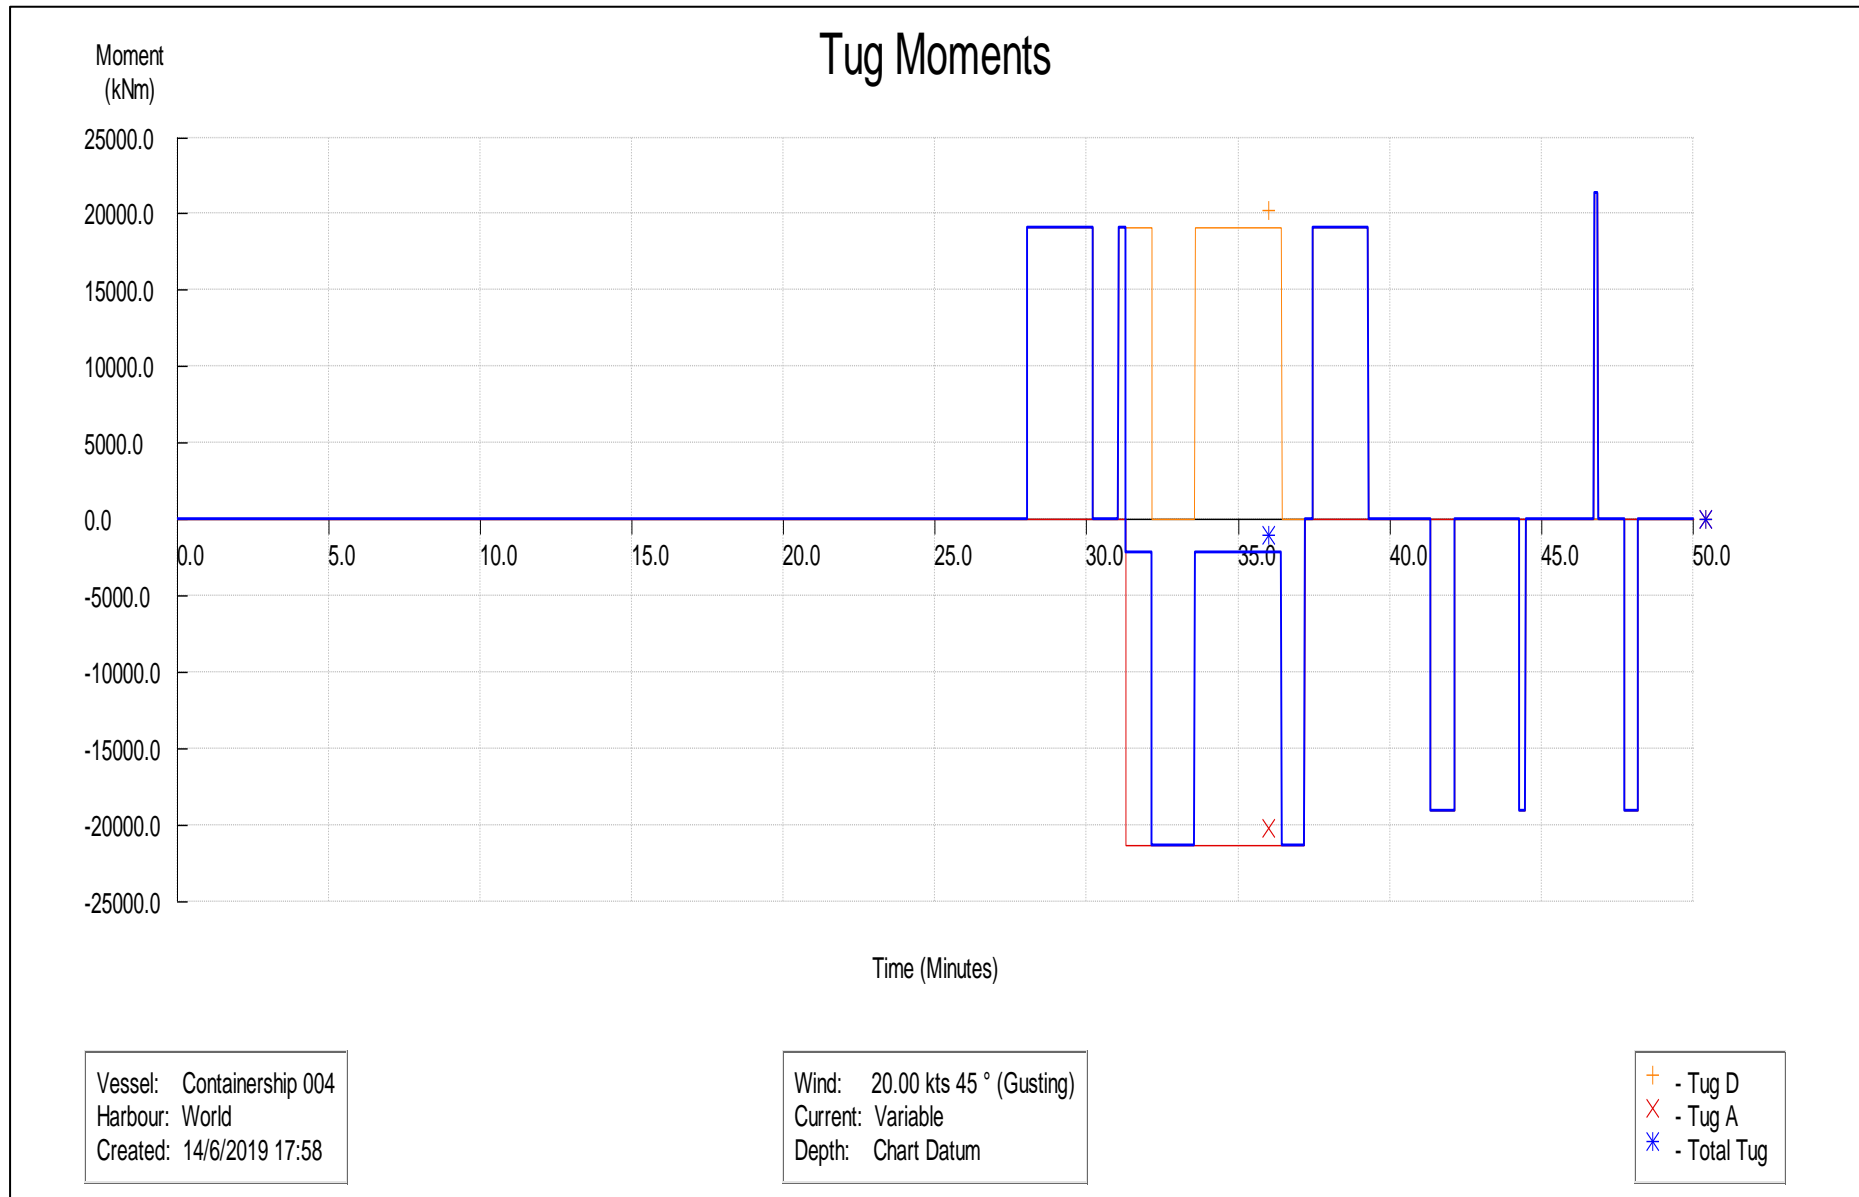 Tug Moments
Moment
(kNm)
25000.0
20000.0
15000.0
10000.0
5000.0
0.0
-5000.0
-10000.0
-15000.0
-20000.0
-25000.0
0.0 5.0 10.0 15.0 20.0 25.0 30.0 35.0 40.0 45.0 50.0
Time (Minutes)
Vessel: Containership 004
Harbour: World
Created: 14/6/2019 17:58
Wind: 20.00 kts 45 ° (Gusting)
Current: Variable
Depth: Chart Datum
- Tug D
- Tug A
- Total Tug